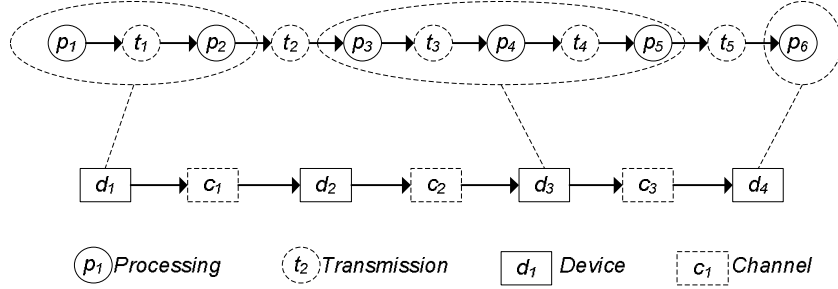 p1 t1 p2 t2 p3 t3 p4 t4 p5 t5 p6
d1 c1 d2 c2 d3 c3 d4
p1 Processing t2 Transmission d1 Device c1 Channel